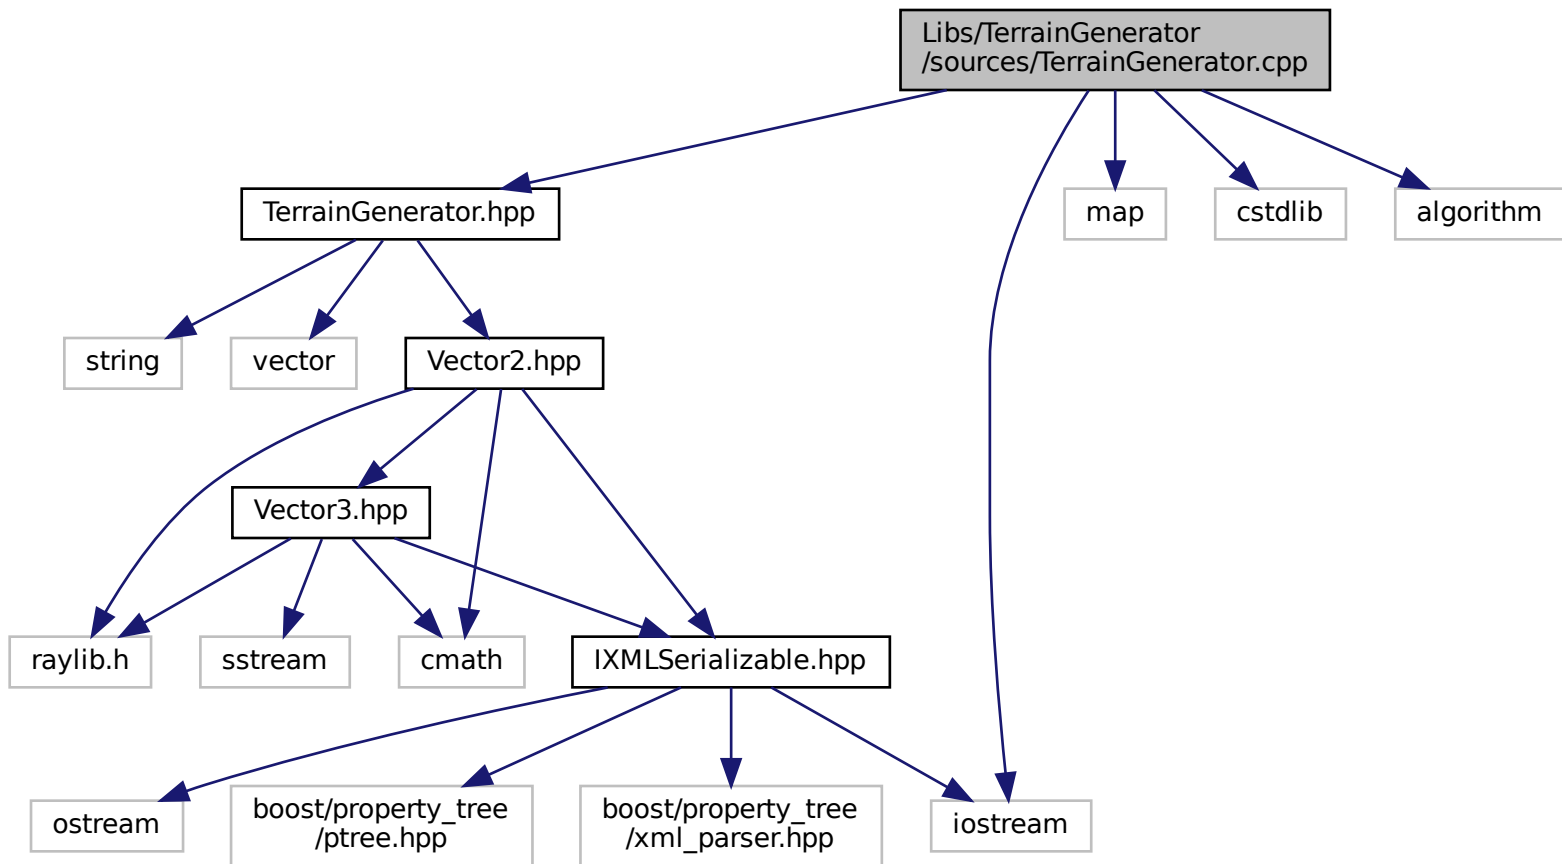 Libs/TerrainGenerator
/sources/TerrainGenerator.cpp
TerrainGenerator.hpp
map
cstdlib
algorithm
string
vector
Vector2.hpp
Vector3.hpp
raylib.h
sstream
cmath
IXMLSerializable.hpp
ostream
boost/property_tree
/ptree.hpp
boost/property_tree
/xml_parser.hpp
iostream